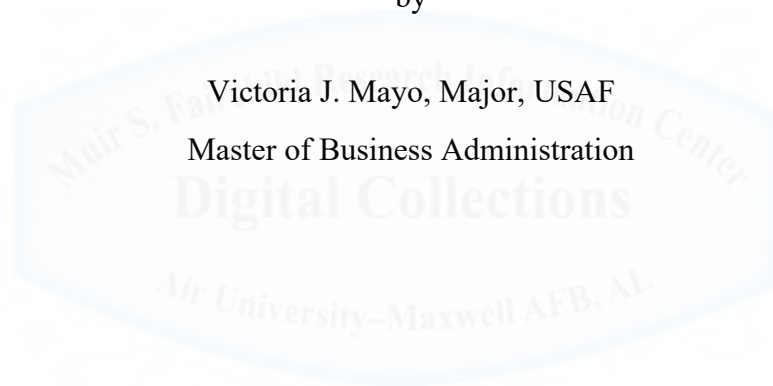 by
Victoria J. Mayo, Major, USAF
Master of Business Administration
Muir S. Fairchild Research Information Center
Digital Collections
Air University–Maxwell AFB, AL